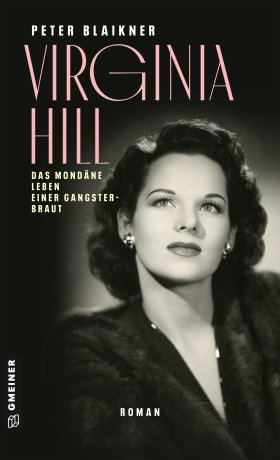 PETER BLAIKNER
VIRGINIA
HILL
DAS MONDÄNE
LEBEN
EINER GANGSTER-
BRAUT
ROMAN
GMEINER